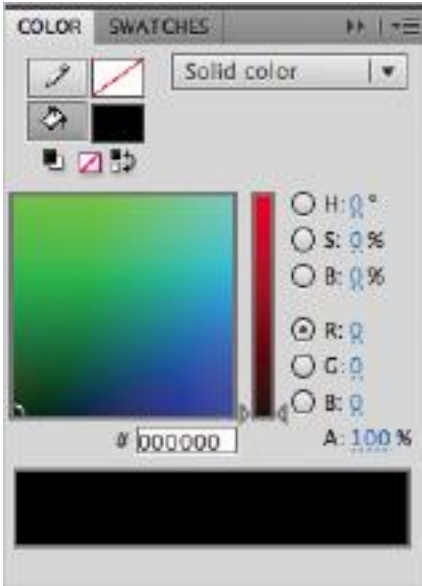 COLOR SWATCHES
Solid color
H: 0 °
S: 0 %
B: 0 %
R: 0
G: 0
B: 0
# 000000
A: 100 %